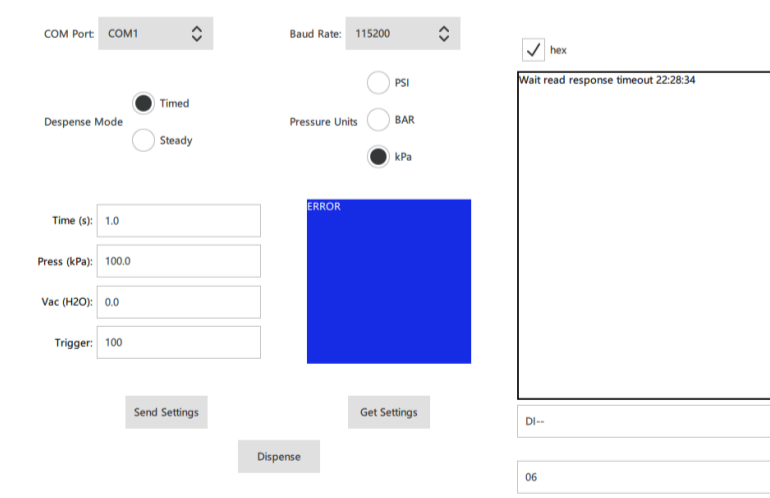 COM Port: COM1
Baud Rate: 115200
hex
PSI
Wait read response timeout 22:28:34
Timed
Despense Mode
Pressure Units
BAR
Steady
kPa
Time (s): 1.0
ERROR
Press (kPa): 100.0
Vac (H2O): 0.0
Trigger: 100
Send Settings
Get Settings
DI--
Dispense
06